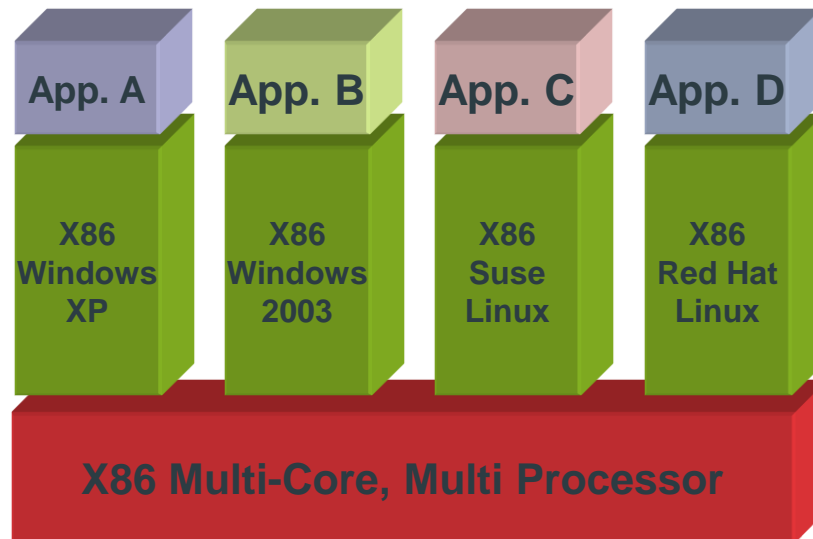 App. A
App. B
App. C
App. D
X86
Windows
XP
X86
Windows
2003
X86
Suse
Linux
X86
Red Hat
Linux
X86 Multi-Core, Multi Processor